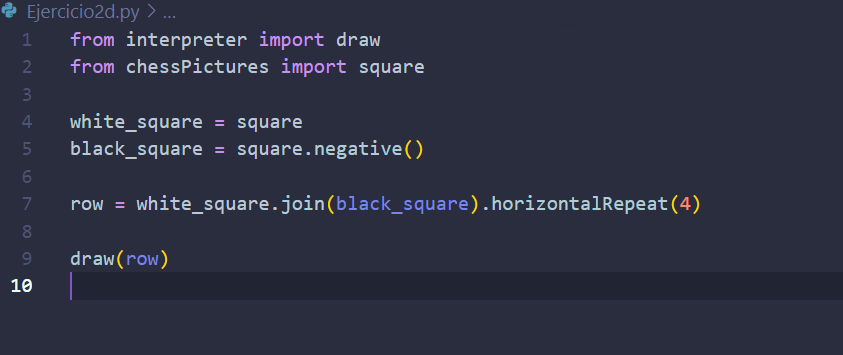 Ejercicio2d.py > ...
1 from interpreter import draw
2 from chessPictures import square
3
4 white_square = square
5 black_square = square.negative()
6
7 row = white_square.join(black_square).horizontalRepeat(4)
8
9 draw(row)
10